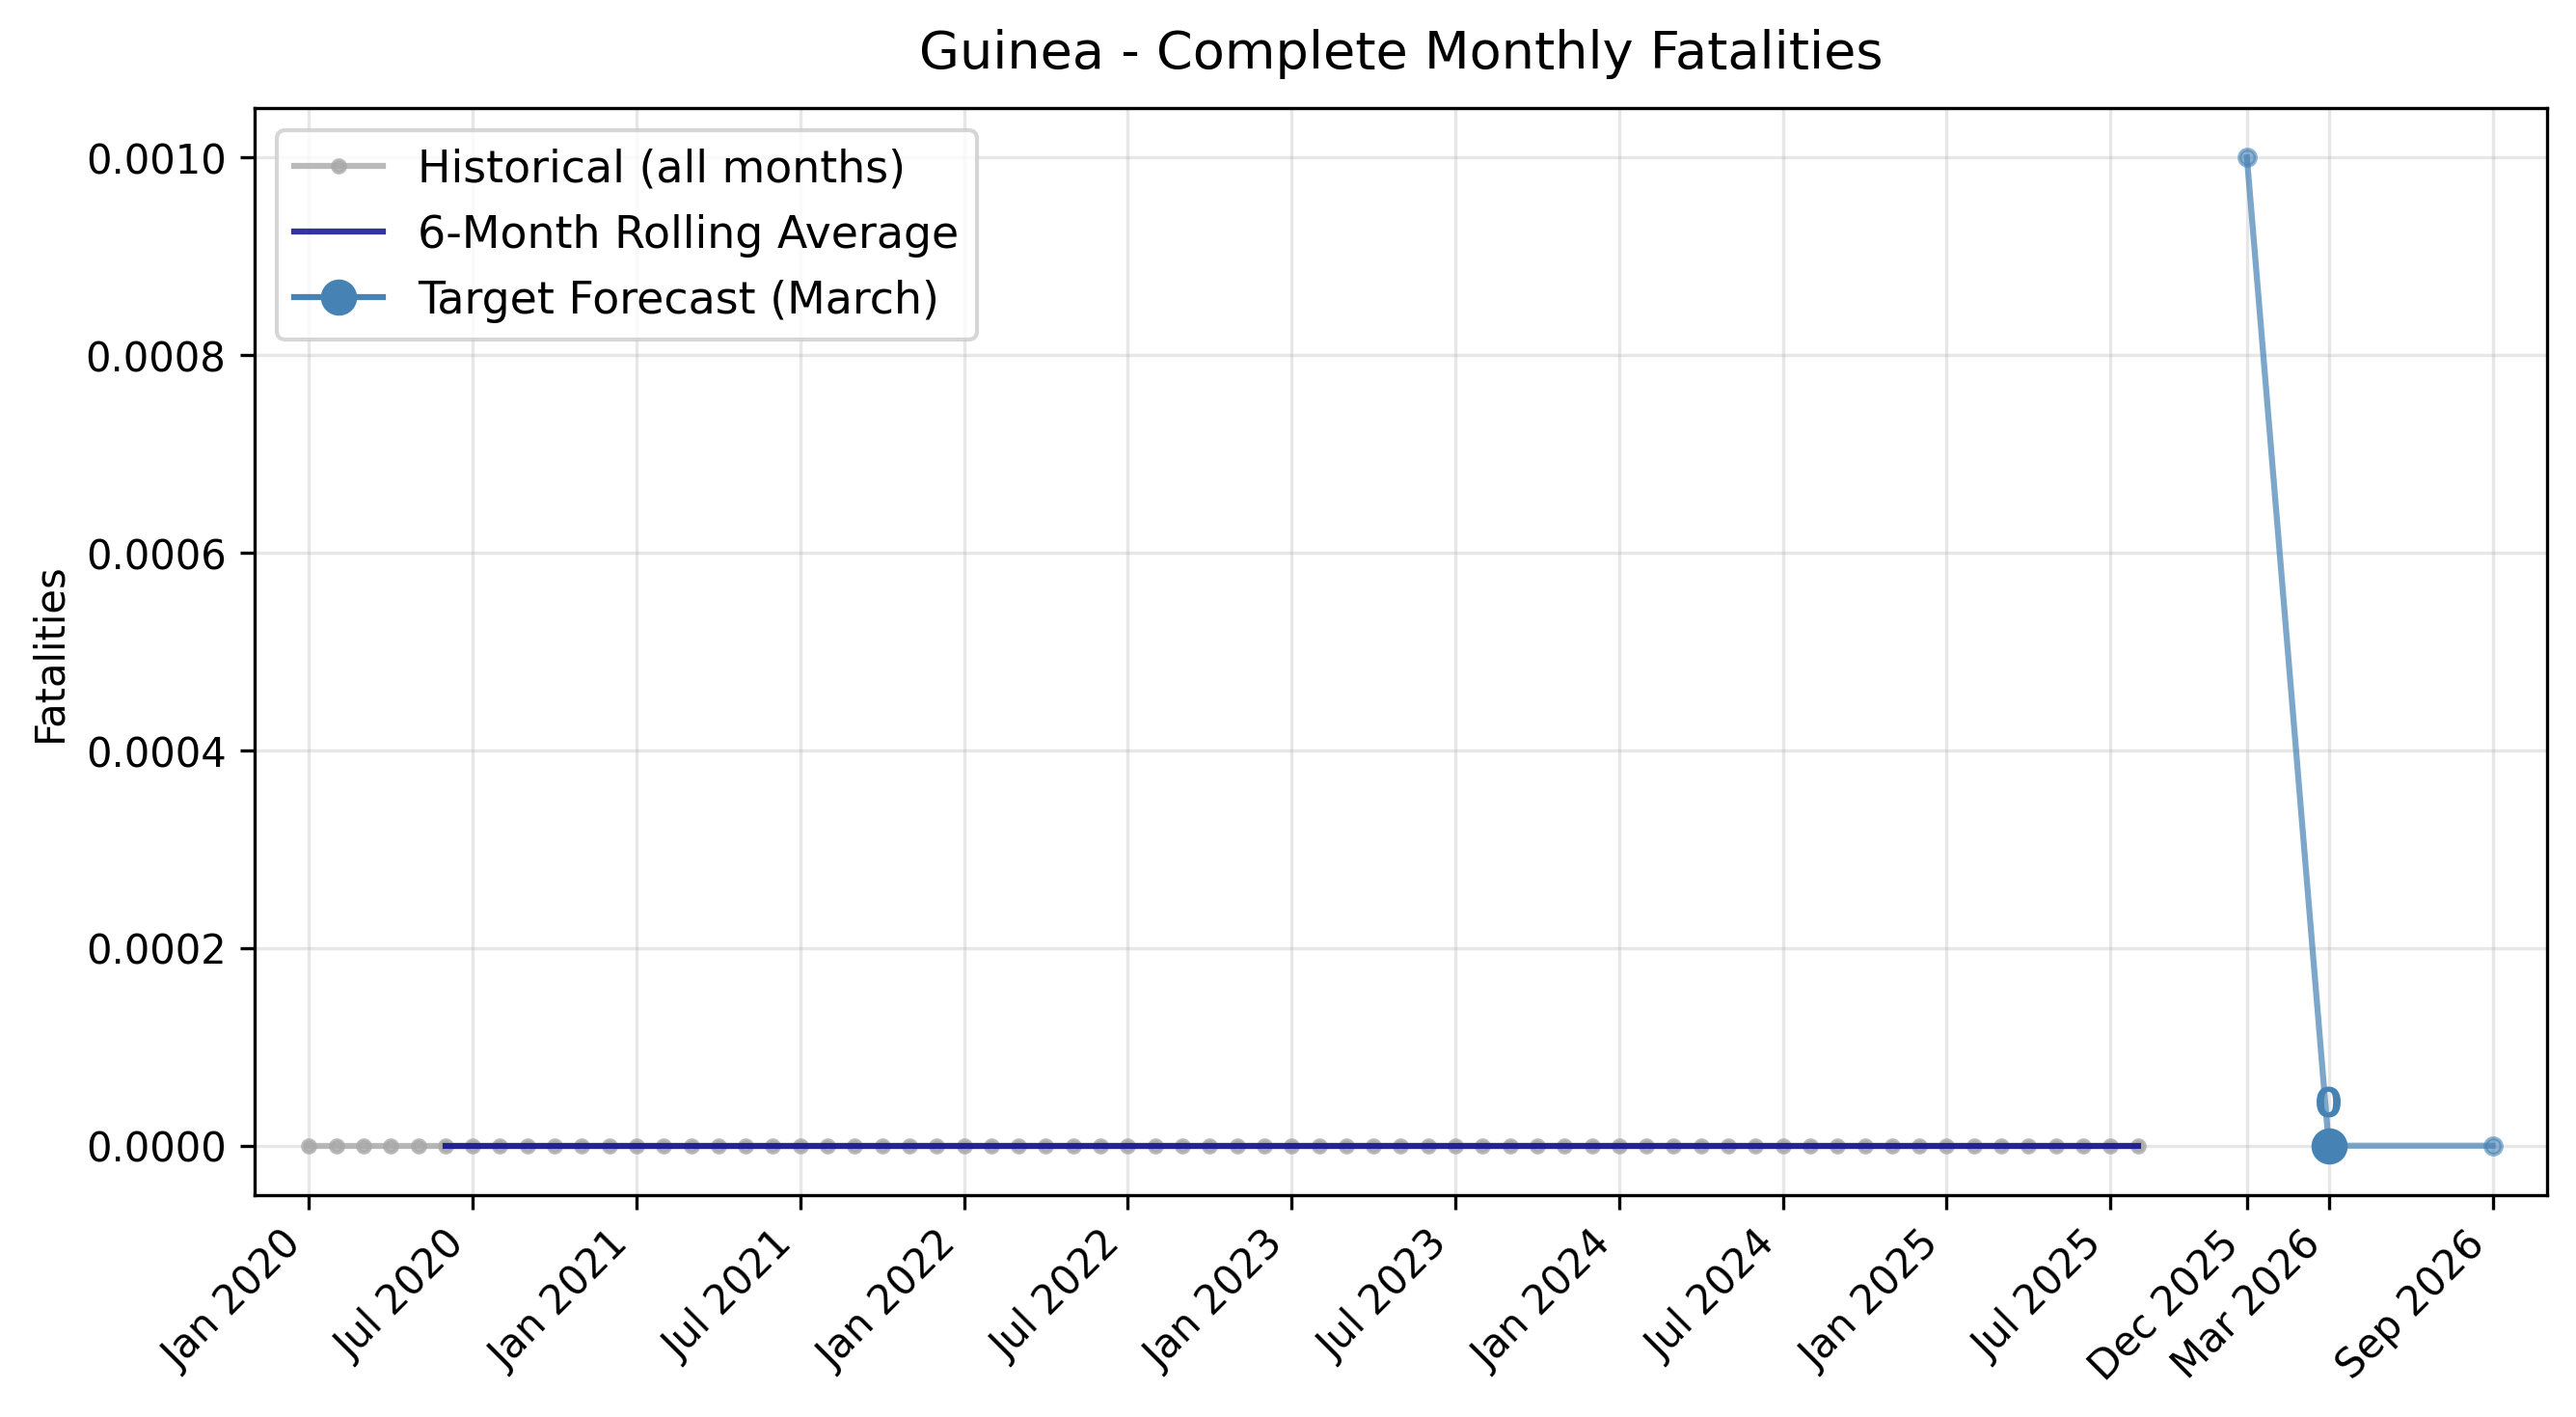 Guinea - Complete Monthly Fatalities
Historical (all months)
6-Month Rolling Average
Target Forecast (March)
Fatalities
0.0010
0.0008
0.0006
0.0004
0.0002
0.0000
0
Jan 2020
Jul 2020
Jan 2021
Jul 2021
Jan 2022
Jul 2022
Jan 2023
Jul 2023
Jan 2024
Jul 2024
Jan 2025
Jul 2025
Dec 2025
Mar 2026
Sep 2026